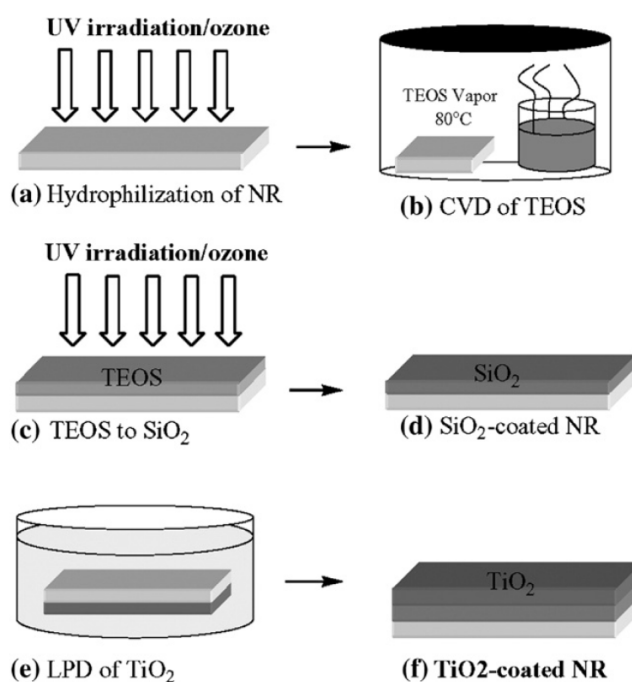 UV irradiation/ozone
TEOS Vapor
80°C
(a) Hydrophilization of NR
(b) CVD of TEOS
UV irradiation/ozone
TEOS
SiO₂
(c) TEOS to SiO₂
(d) SiO₂-coated NR
TiO₂
(e) LPD of TiO₂
(f) TiO2-coated NR